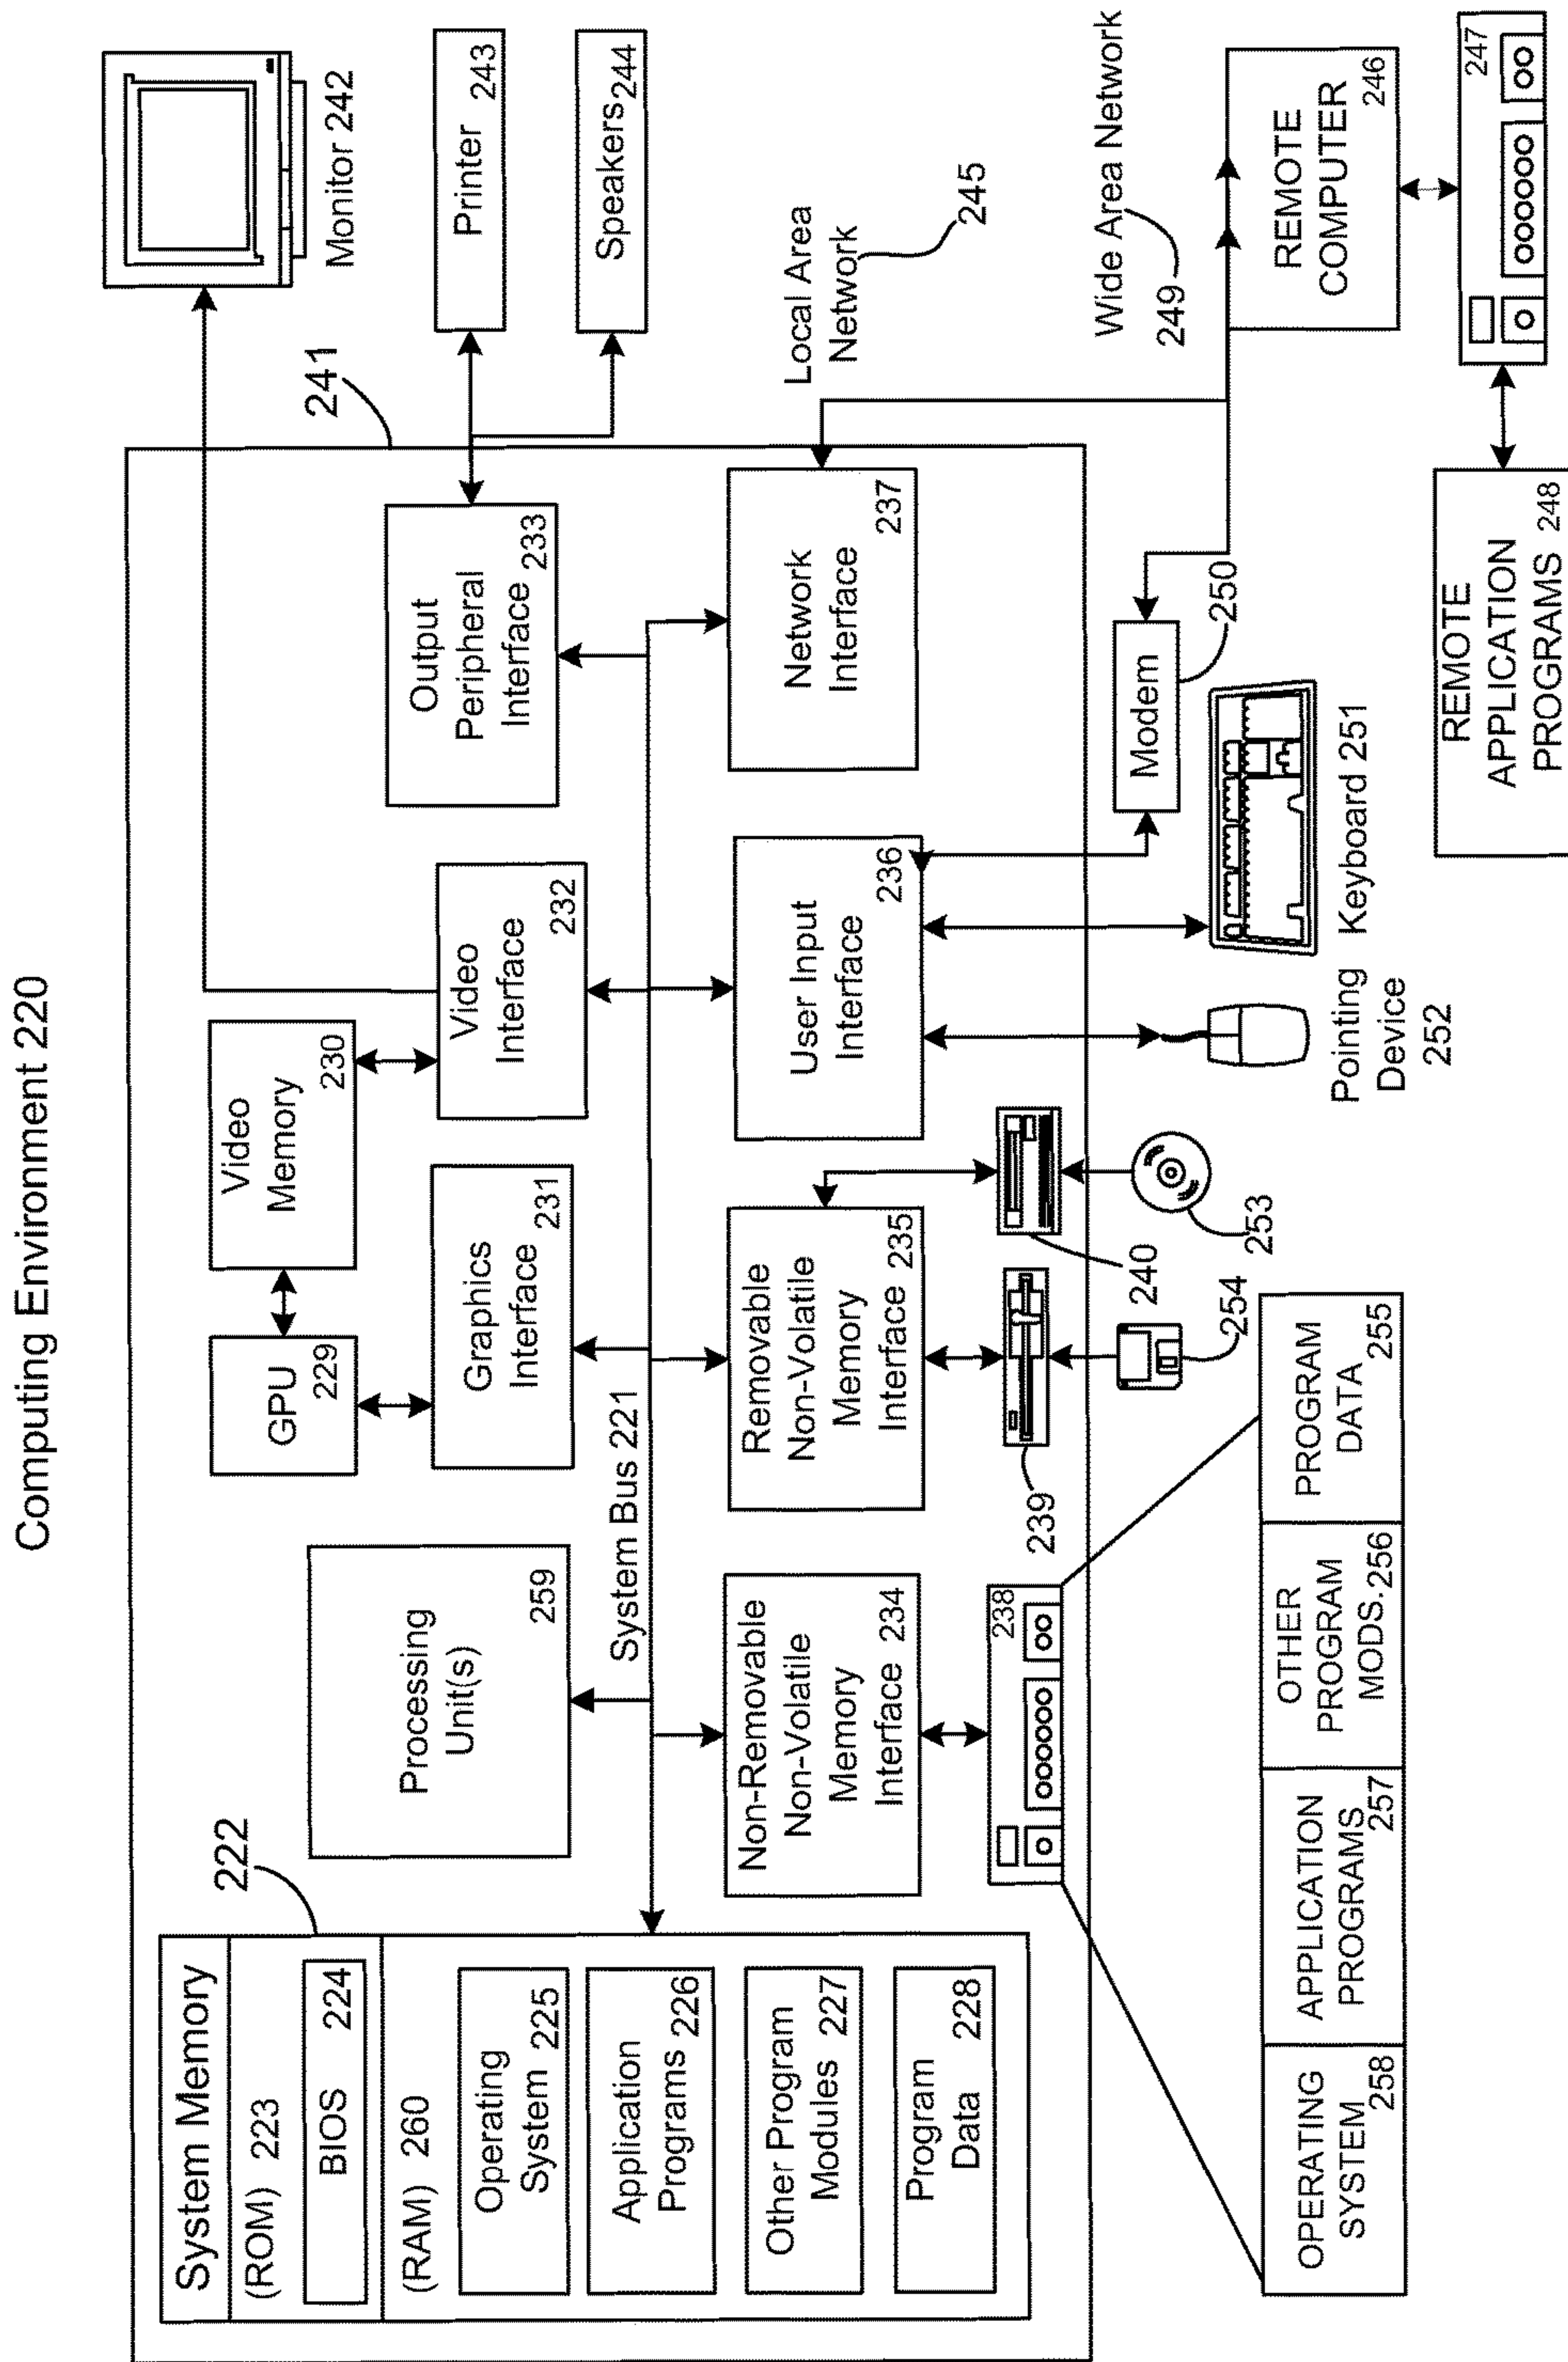 Computing Environment 220
System Memory
(ROM) 223
BIOS 224
(RAM) 260
Operating
System 225
Application
Programs 226
Other Program
Modules 227
Program
Data 228
222
Processing
Unit(s)
259
GPU
229
Video
Memory
230
Graphics
Interface
231
Video
Interface
232
Output
Peripheral
Interface 233
241
Monitor 242
Printer 243
Speakers 244
System Bus 221
Non-Removable
Non-Volatile
Memory
Interface 234
Removable
Non-Volatile
Memory
Interface 235
User Input
Interface
236
Network
Interface
237
Local Area
Network
245
238
239
240
254
253
Pointing
Device
252
Keyboard 251
Modem
250
Wide Area Network
249
REMOTE
COMPUTER
246
247
REMOTE
APPLICATION
PROGRAMS 248
OPERATING
SYSTEM
258
APPLICATION
PROGRAMS
257
OTHER
PROGRAM
MODS. 256
PROGRAM
DATA
255